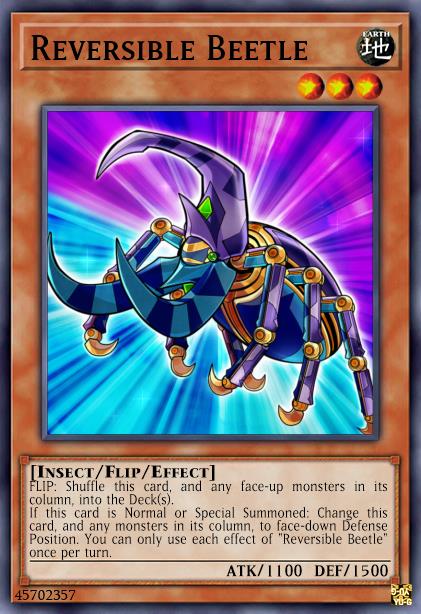 REVERSIBLE BEETLE
EARTH
地
[INSECT/FLIP/EFFECT]
FLIP: Shuffle this card, and any face-up monsters in its
column, into the Deck(s).
If this card is Normal or Special Summoned: Change this
card, and any monsters in its column, to face-down Defense
Position. You can only use each effect of "Reversible Beetle"
once per turn.
ATK/1100 DEF/1500
45702357